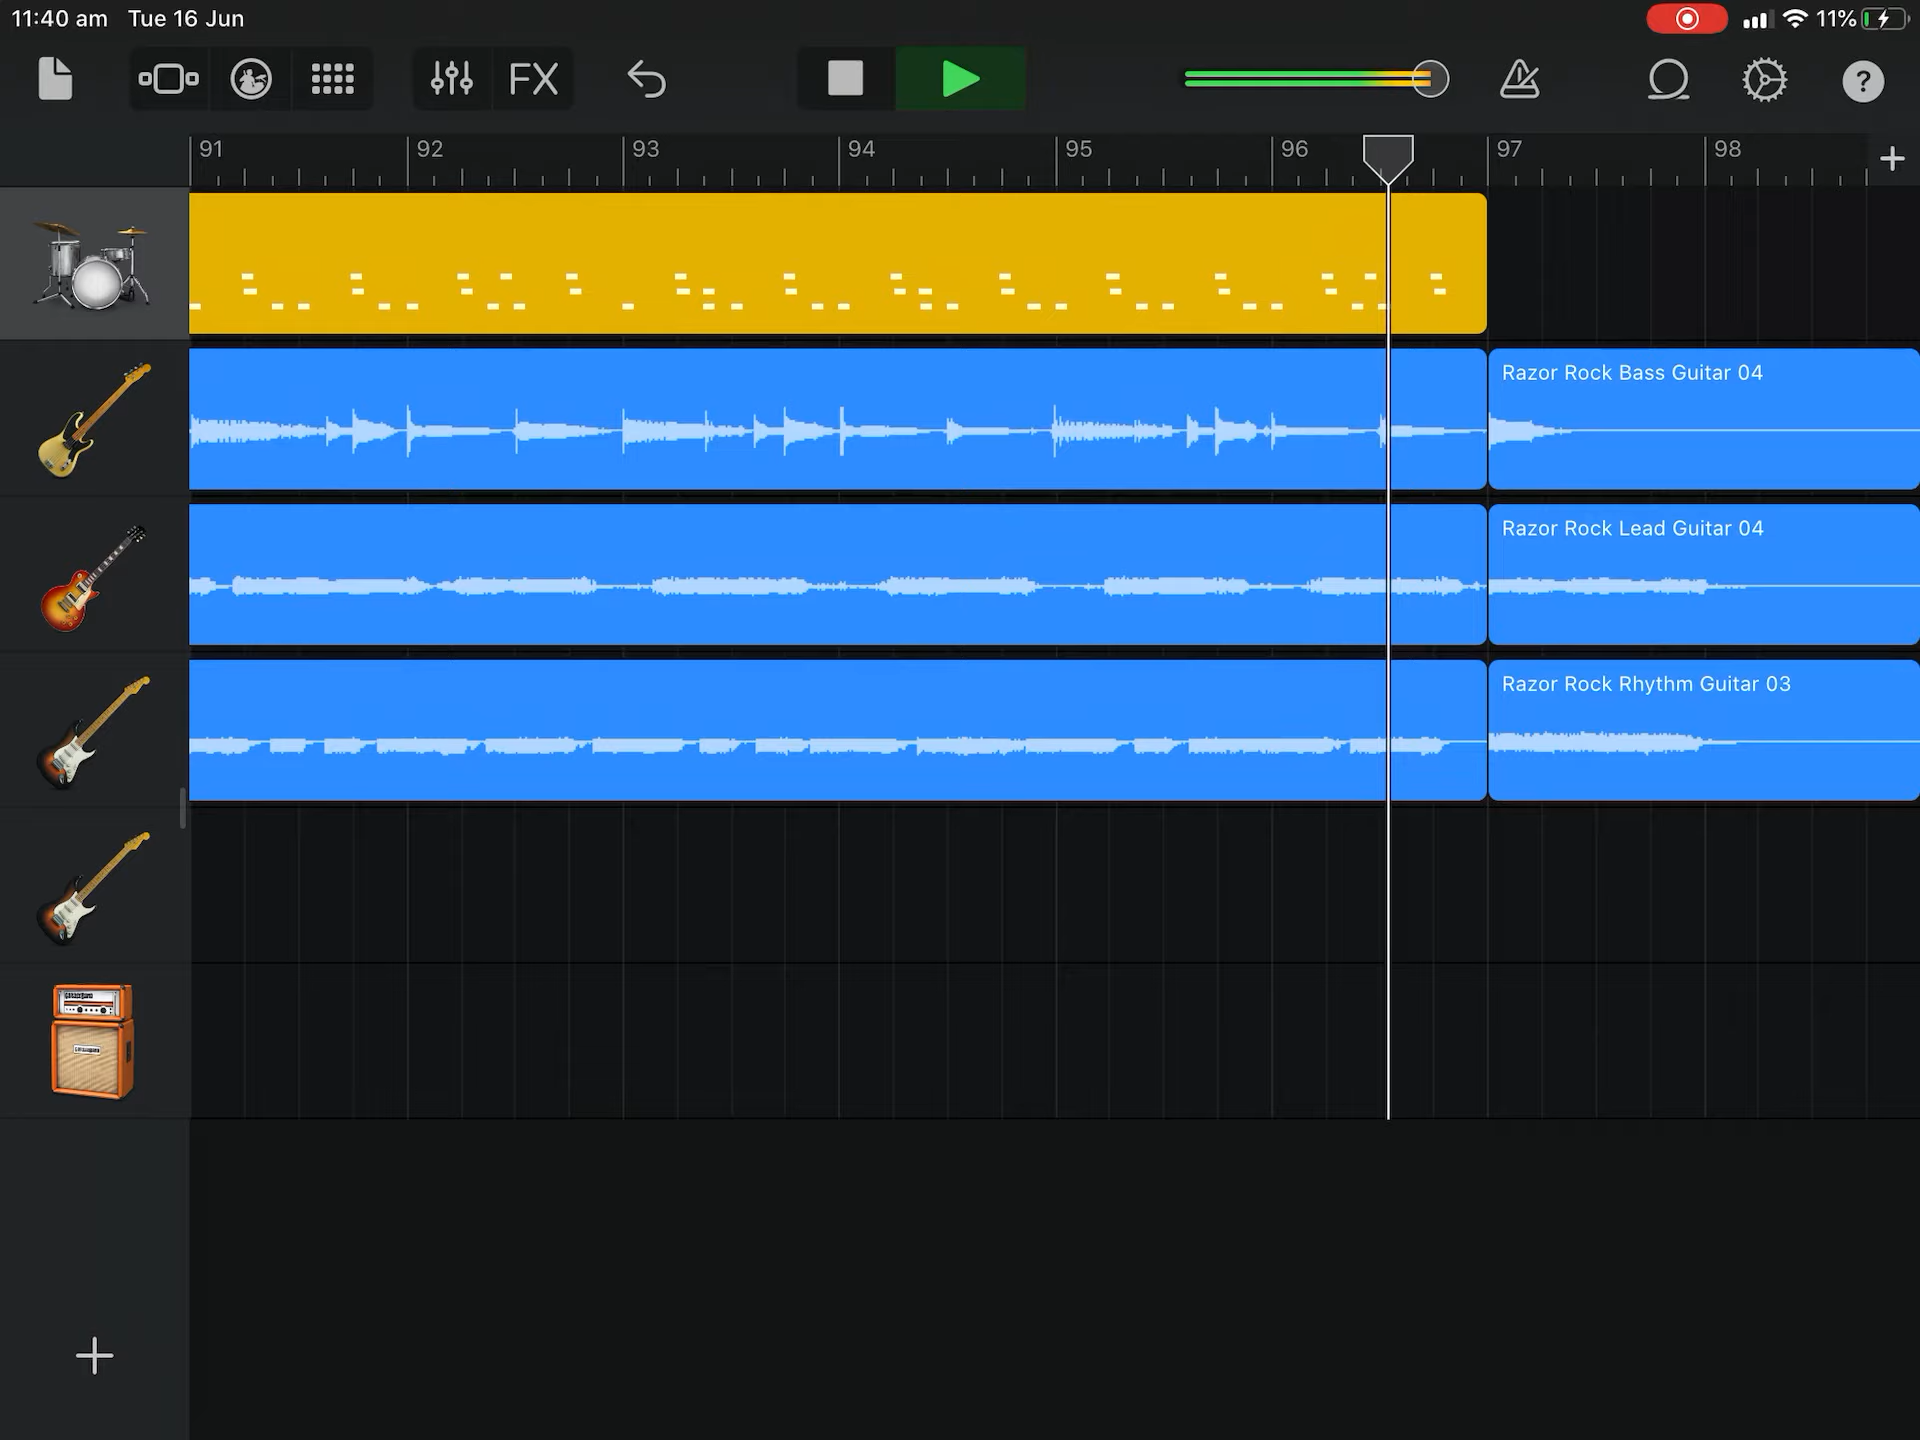 11:40 am Tue 16 Jun
11%
FX
?
91 92 93 94 95 96 97 98
Razor Rock Bass Guitar 04
Razor Rock Lead Guitar 04
Razor Rock Rhythm Guitar 03